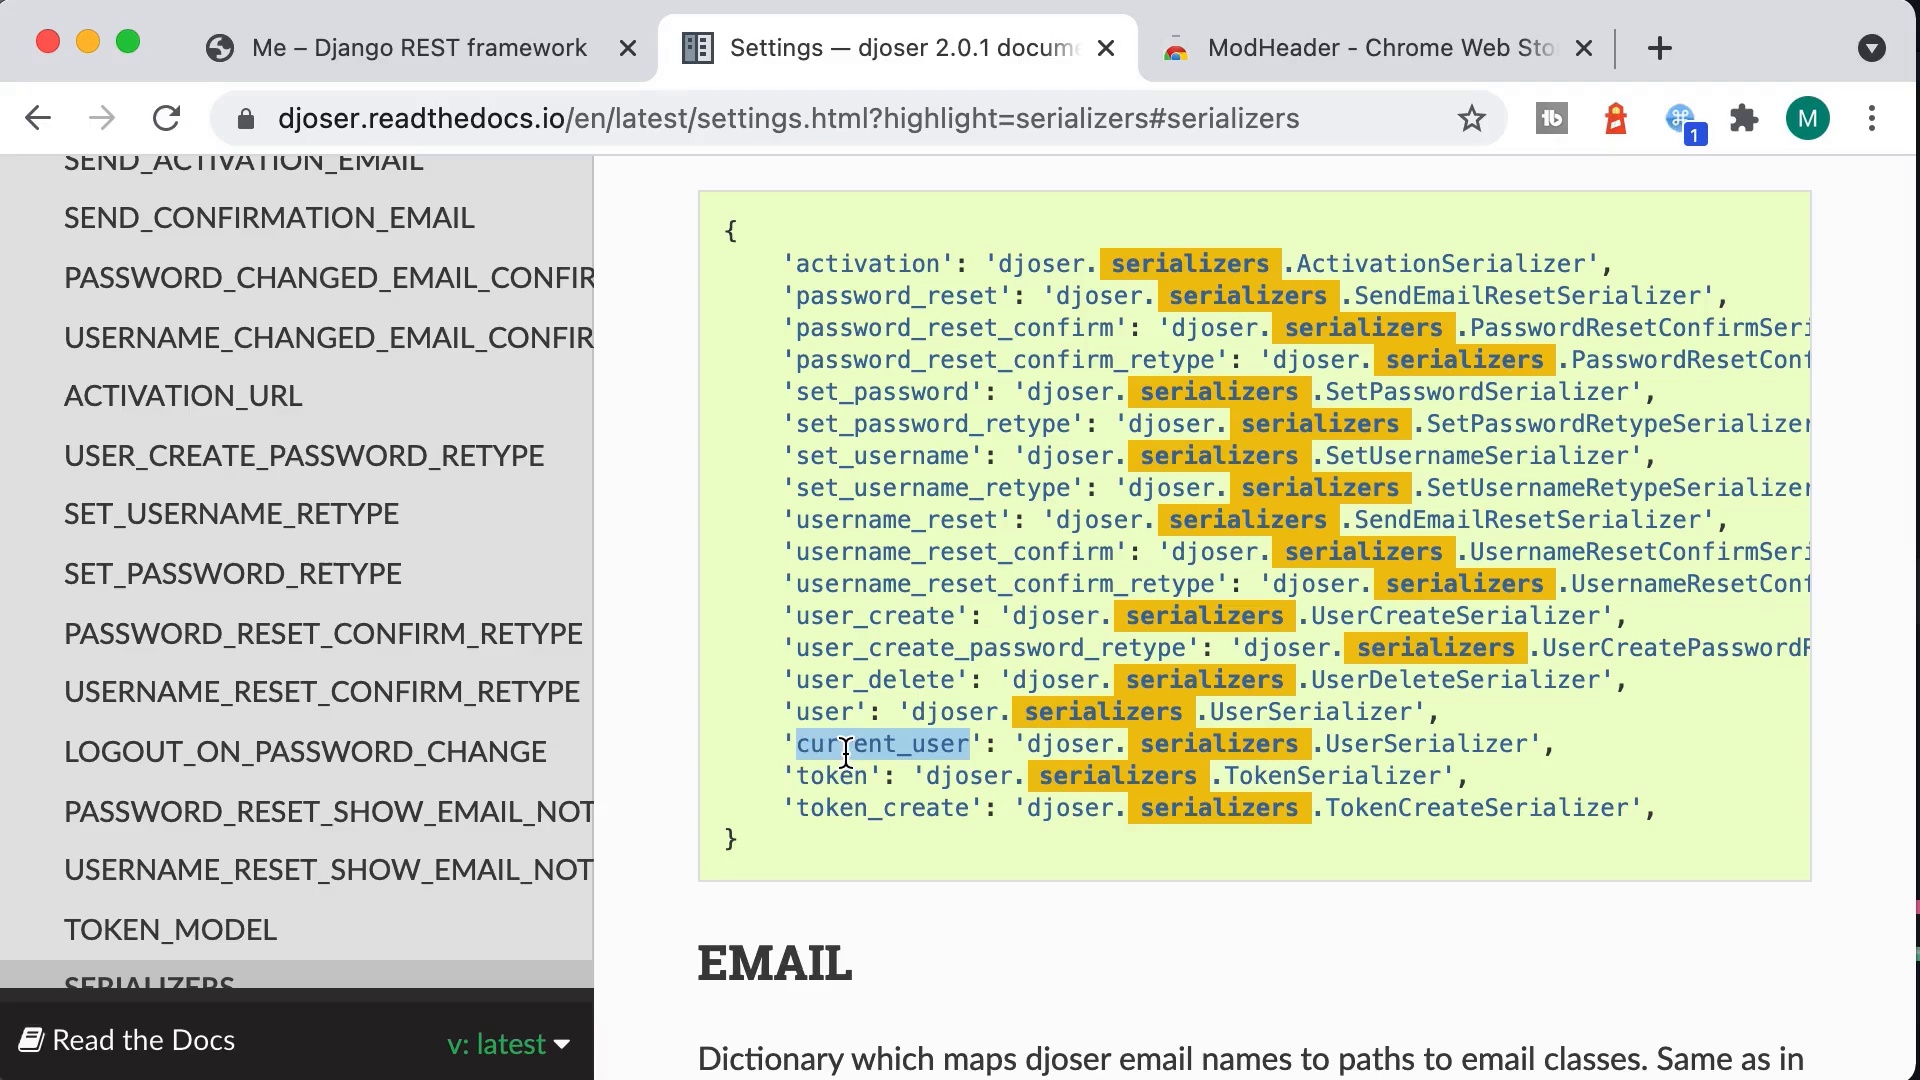 Me – Django REST framework
Settings — djoser 2.0.1 docume
ModHeader - Chrome Web Sto
djoser.readthedocs.io/en/latest/settings.html?highlight=serializers#serializers
tb
1
M
SEND_ACTIVATION_EMAIL
SEND_CONFIRMATION_EMAIL
PASSWORD_CHANGED_EMAIL_CONFIR
USERNAME_CHANGED_EMAIL_CONFIR
ACTIVATION_URL
USER_CREATE_PASSWORD_RETYPE
SET_USERNAME_RETYPE
SET_PASSWORD_RETYPE
PASSWORD_RESET_CONFIRM_RETYPE
USERNAME_RESET_CONFIRM_RETYPE
LOGOUT_ON_PASSWORD_CHANGE
PASSWORD_RESET_SHOW_EMAIL_NOT
USERNAME_RESET_SHOW_EMAIL_NOT
TOKEN_MODEL
SERIALIZERS
Read the Docs
v: latest
{
'activation': 'djoser.serializers.ActivationSerializer',
'password_reset': 'djoser.serializers.SendEmailResetSerializer',
'password_reset_confirm': 'djoser.serializers.PasswordResetConfirmSeri
'password_reset_confirm_retype': 'djoser.serializers.PasswordResetConf
'set_password': 'djoser.serializers.SetPasswordSerializer',
'set_password_retype': 'djoser.serializers.SetPasswordRetypeSerializer
'set_username': 'djoser.serializers.SetUsernameSerializer',
'set_username_retype': 'djoser.serializers.SetUsernameRetypeSerializer
'username_reset': 'djoser.serializers.SendEmailResetSerializer',
'username_reset_confirm': 'djoser.serializers.UsernameResetConfirmSeri
'username_reset_confirm_retype': 'djoser.serializers.UsernameResetConf
'user_create': 'djoser.serializers.UserCreateSerializer',
'user_create_password_retype': 'djoser.serializers.UserCreatePasswordR
'user_delete': 'djoser.serializers.UserDeleteSerializer',
'user': 'djoser.serializers.UserSerializer',
'current_user': 'djoser.serializers.UserSerializer',
'token': 'djoser.serializers.TokenSerializer',
'token_create': 'djoser.serializers.TokenCreateSerializer',
}
EMAIL
Dictionary which maps djoser email names to paths to email classes. Same as in